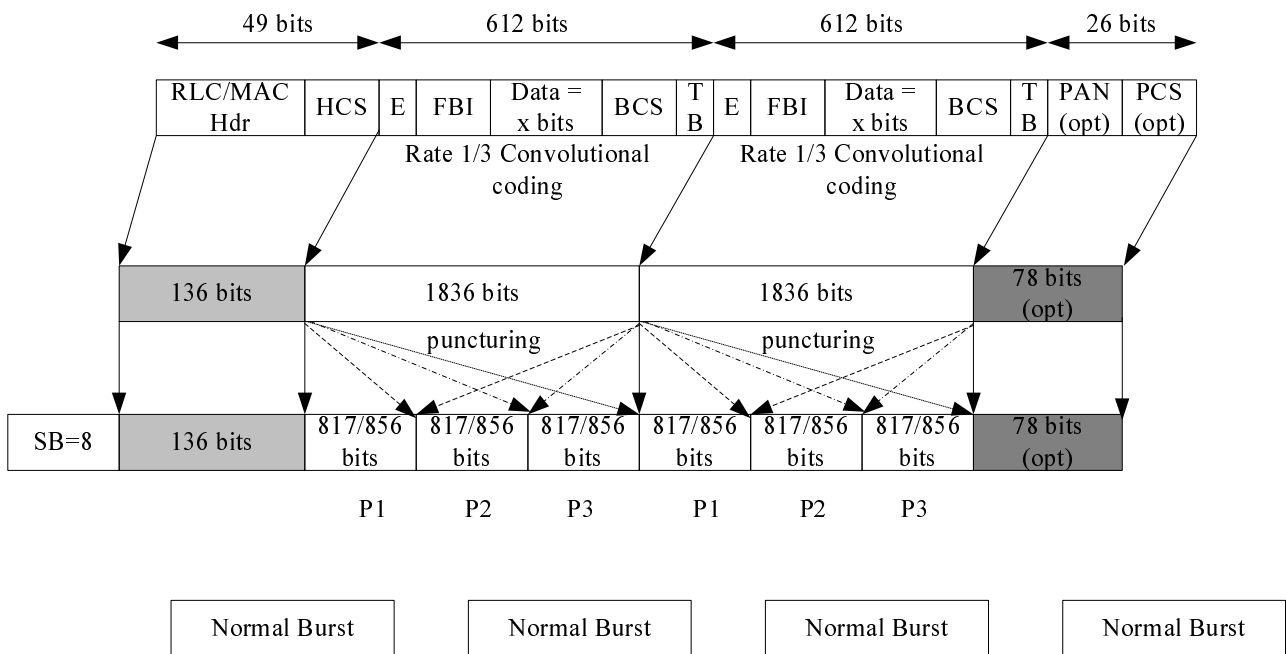 49 bits 612 bits 612 bits 26 bits
RLC/MAC
Hdr
HCS
E
FBI
Data =
x bits
BCS
T
B
E
FBI
Data =
x bits
BCS
T
B
PAN
(opt)
PCS
(opt)
Rate 1/3 Convolutional
coding
Rate 1/3 Convolutional
coding
136 bits
1836 bits
1836 bits
78 bits
(opt)
puncturing
puncturing
SB=8
136 bits
817/856
bits
817/856
bits
817/856
bits
817/856
bits
817/856
bits
817/856
bits
78 bits
(opt)
P1 P2 P3 P1 P2 P3
Normal Burst Normal Burst Normal Burst Normal Burst